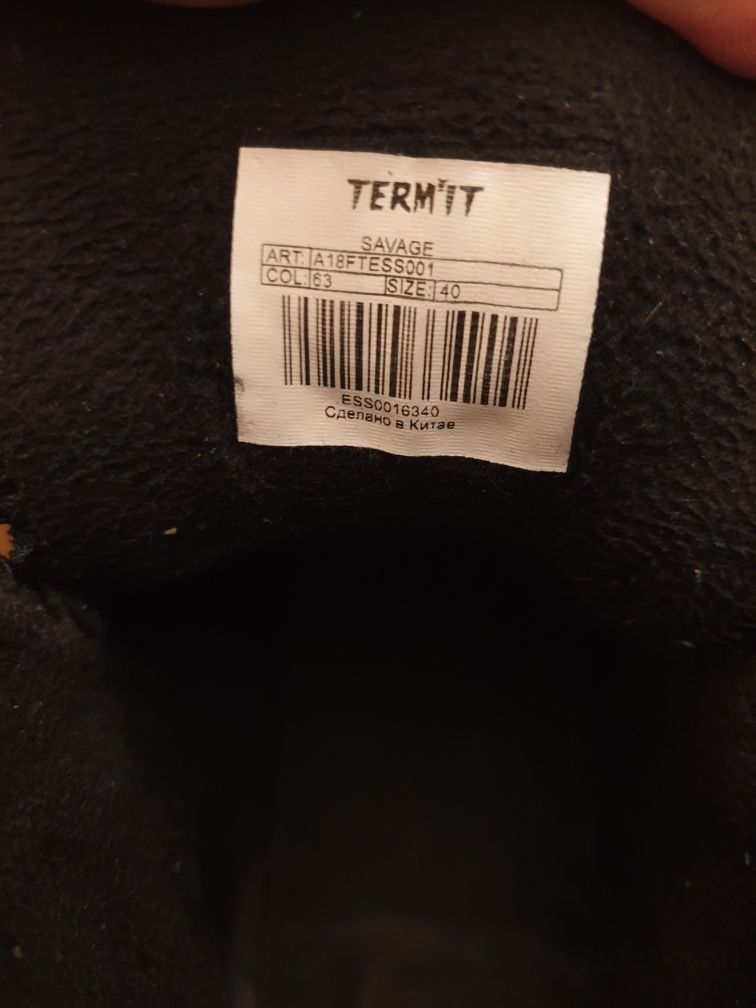 TERM'IT
SAVAGE
ART: A18FTESS001
COL: 63 SIZE: 40
ESS0016340
Сделано в Китае